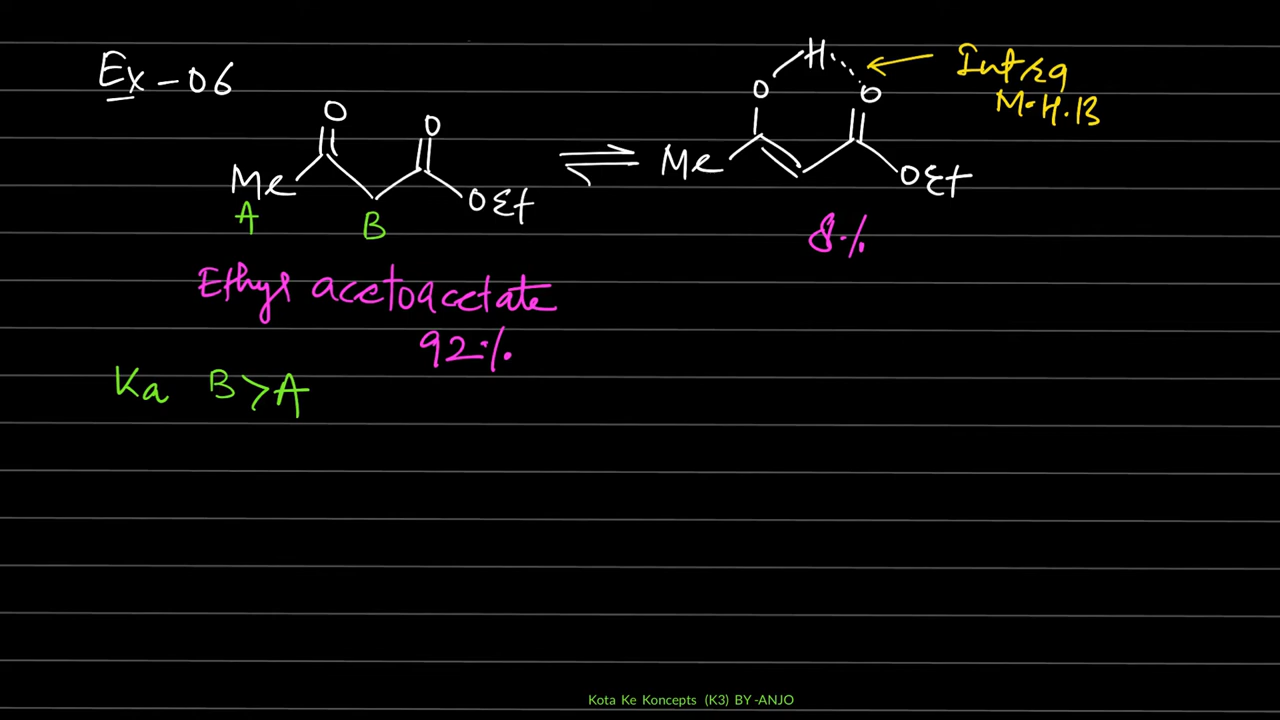 Ex-06
O
O
Me
OEt
A
B
H
O
O
Me
OEt
Intra
M.H.B
8%
Ethyl acetoacetate
92%
Ka B>A
Kota Ke Koncepts (K3) BY -ANJO